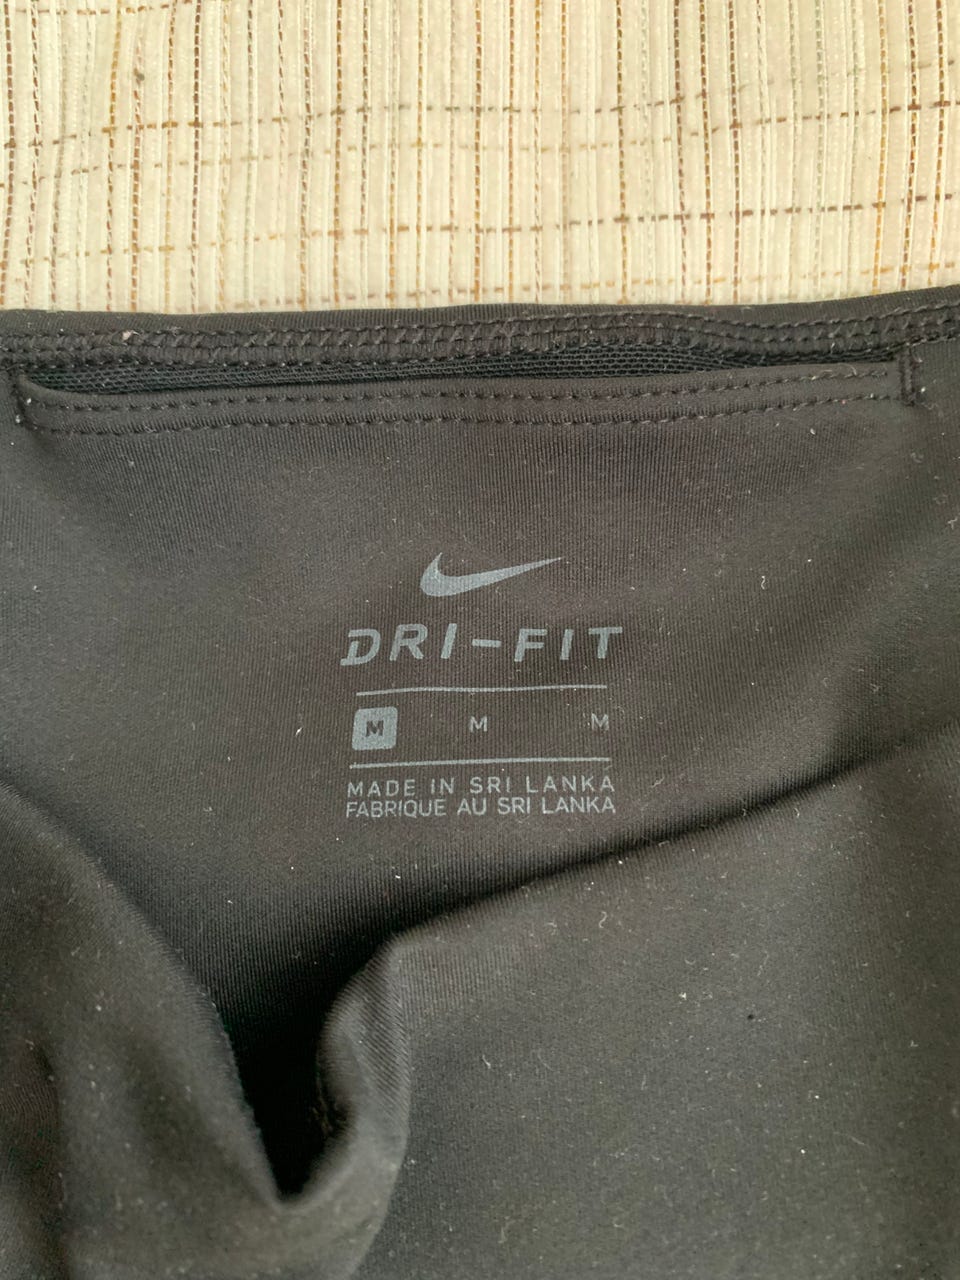 DRI-FIT
M M M
MADE IN SRI LANKA
FABRIQUE AU SRI LANKA